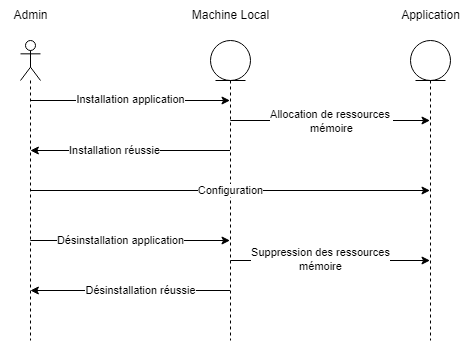 Admin
Machine Local
Application
Installation application
Allocation de ressources
mémoire
Installation réussie
Configuration
Désinstallation application
Suppression des ressources
mémoire
Désinstallation réussie